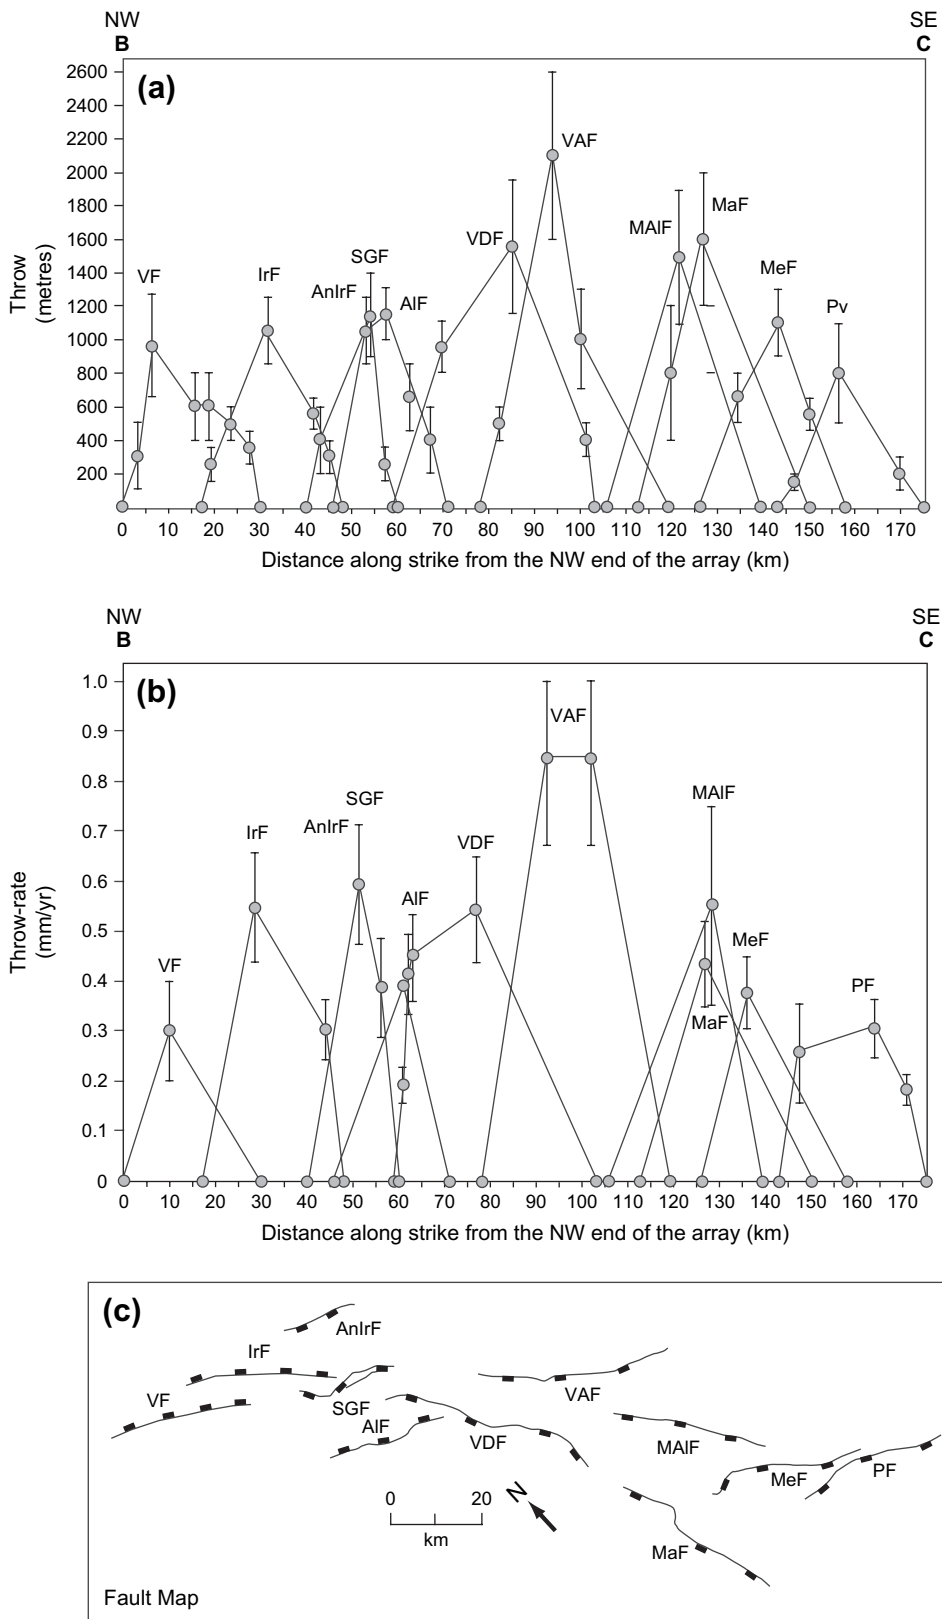 NW
B
SE
C
(a)
2600
2400
2200
2000
1800
1600
1400
1200
1000
800
600
400
200
Throw
(metres)
VF
IrF
AnIrF
SGF
AlF
VDF
VAF
MAlF
MaF
MeF
Pv
0 10 20 30 40 50 60 70 80 90 100 110 120 130 140 150 160 170
Distance along strike from the NW end of the array (km)
NW
B
SE
C
(b)
1.0
0.9
0.8
0.7
0.6
0.5
0.4
0.3
0.2
0.1
0
Throw-rate
(mm/yr)
VF
IrF
AnIrF
SGF
AlF
VDF
VAF
MAlF
MaF
MeF
PF
0 10 20 30 40 50 60 70 80 90 100 110 120 130 140 150 160 170
Distance along strike from the NW end of the array (km)
(c)
AnIrF
IrF
VF
SGF
AlF
VDF
VAF
MAlF
MeF
PF
MaF
0 20
km
N
Fault Map